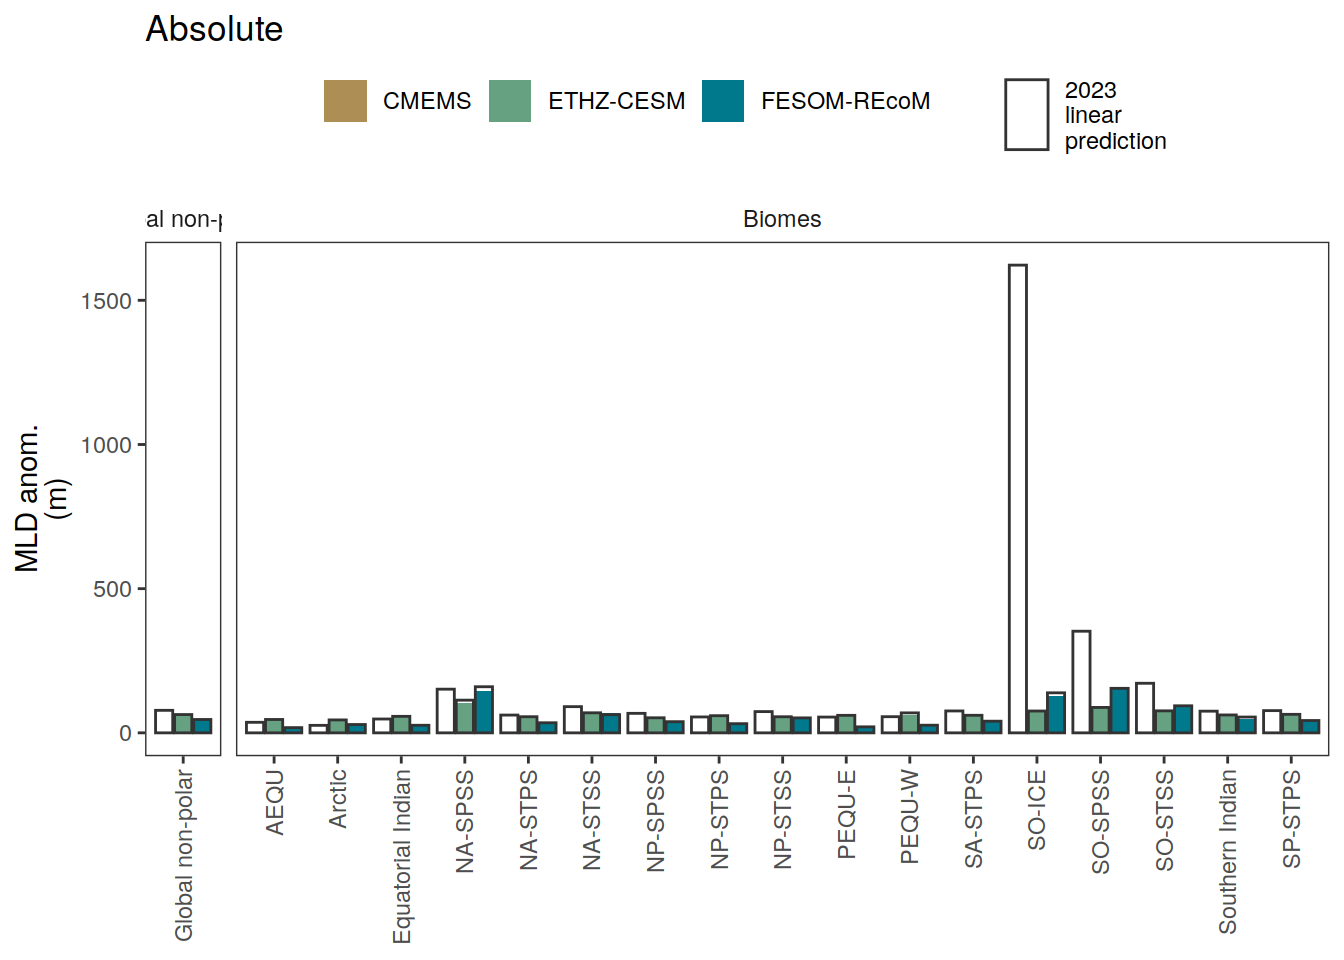 Absolute
CMEMS
ETHZ-CESM
FESOM-REcoM
2023
linear
prediction
al non-p
Biomes
MLD anom.
(m)
1500
1000
500
0
Global non-polar
AEQU
Arctic
Equatorial Indian
NA-SPSS
NA-STPS
NA-STSS
NP-SPSS
NP-STPS
NP-STSS
PEQU-E
PEQU-W
SA-STPS
SO-ICE
SO-SPSS
SO-STSS
Southern Indian
SP-STPS